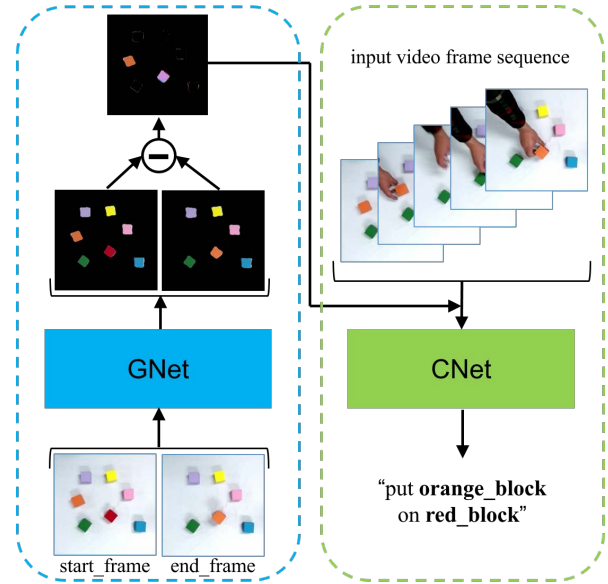 input video frame sequence
GNet
CNet
start_frame end_frame
“put orange_block
on red_block”